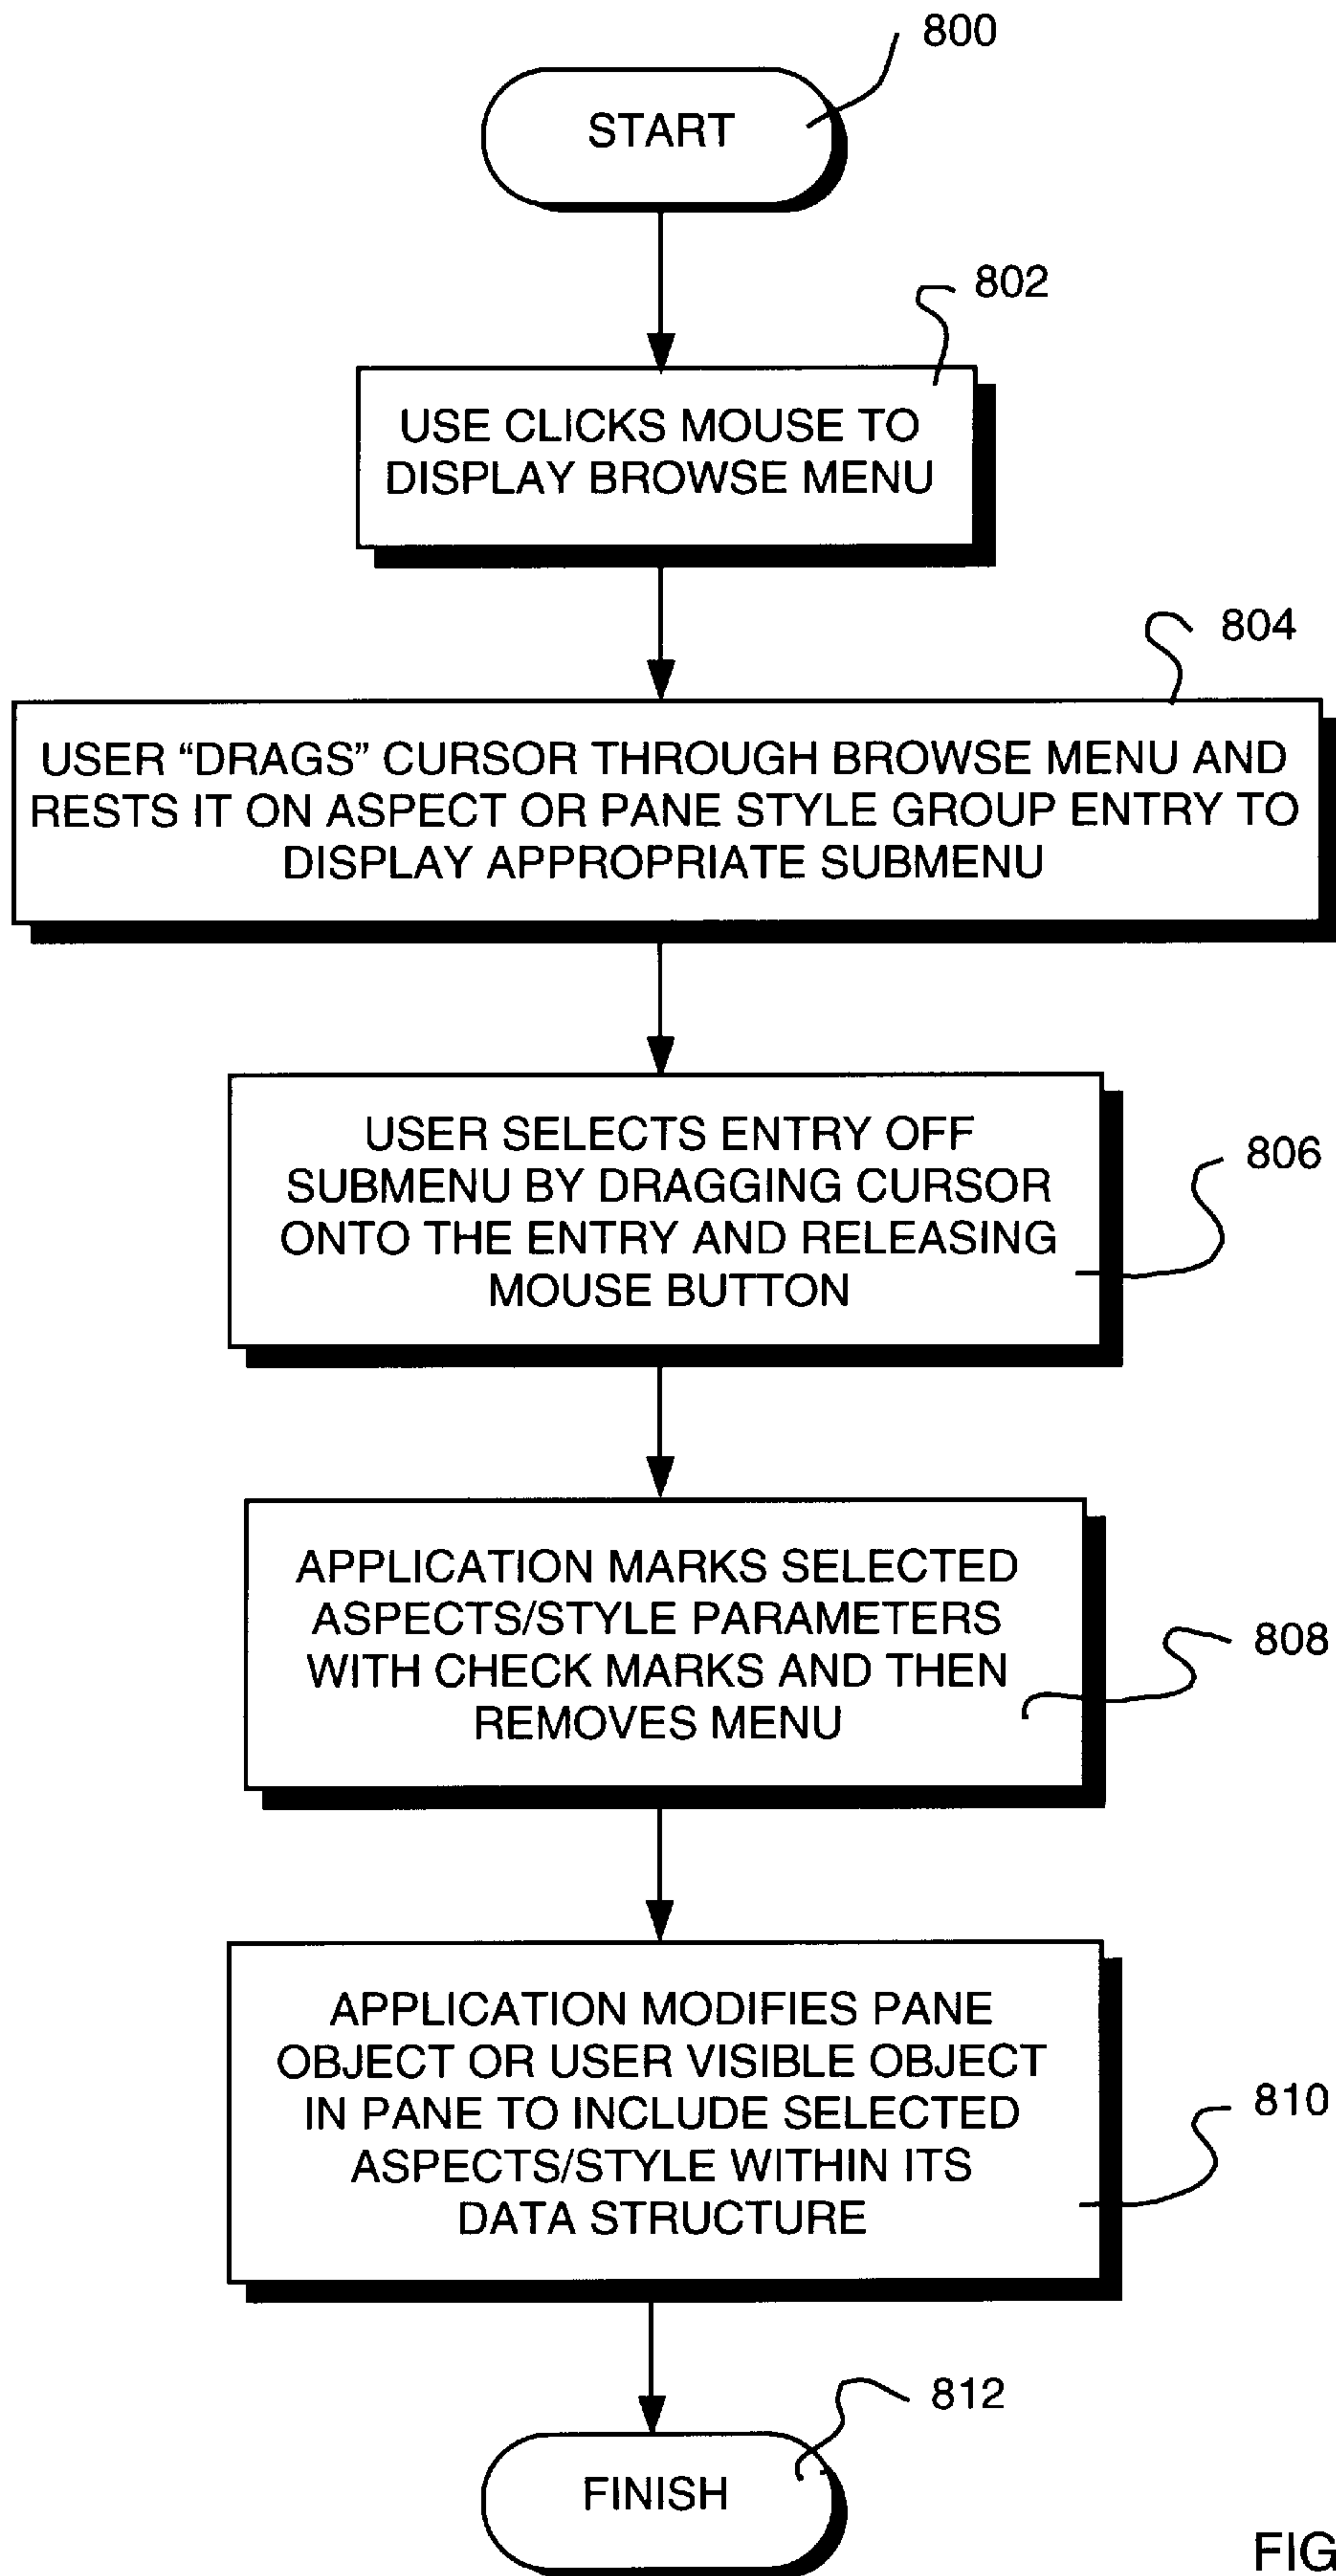 800
START
802
USE CLICKS MOUSE TO
DISPLAY BROWSE MENU
804
USER “DRAGS” CURSOR THROUGH BROWSE MENU AND
RESTS IT ON ASPECT OR PANE STYLE GROUP ENTRY TO
DISPLAY APPROPRIATE SUBMENU
USER SELECTS ENTRY OFF
SUBMENU BY DRAGGING CURSOR
ONTO THE ENTRY AND RELEASING
MOUSE BUTTON
806
APPLICATION MARKS SELECTED
ASPECTS/STYLE PARAMETERS
WITH CHECK MARKS AND THEN
REMOVES MENU
808
APPLICATION MODIFIES PANE
OBJECT OR USER VISIBLE OBJECT
IN PANE TO INCLUDE SELECTED
ASPECTS/STYLE WITHIN ITS
DATA STRUCTURE
810
812
FINISH
FIG